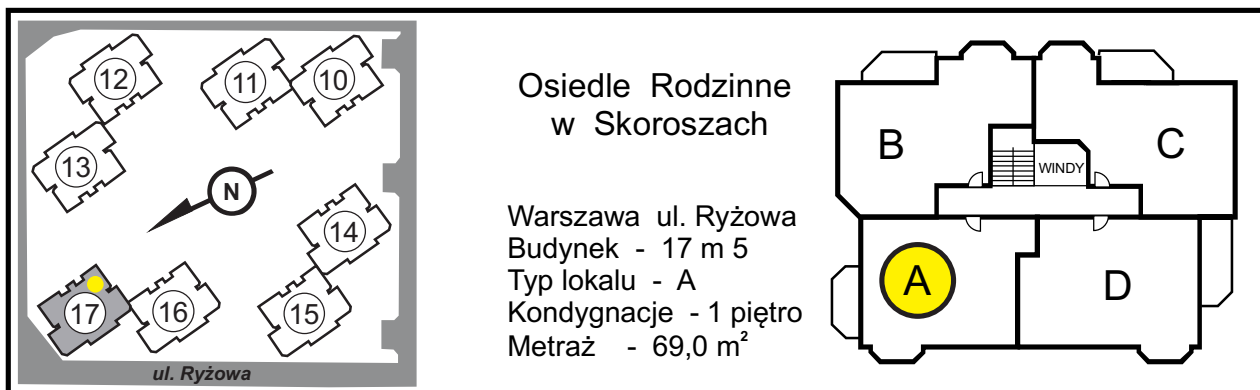 12
11
10
13
N
14
17
16
15
ul. Ryżowa
Osiedle Rodzinne
w Skoroszach
Warszawa ul. Ryżowa
Budynek - 17 m 5
Typ lokalu - A
Kondygnacje - 1 piętro
Metraż - 69,0 m²
B
C
WINDY
A
D